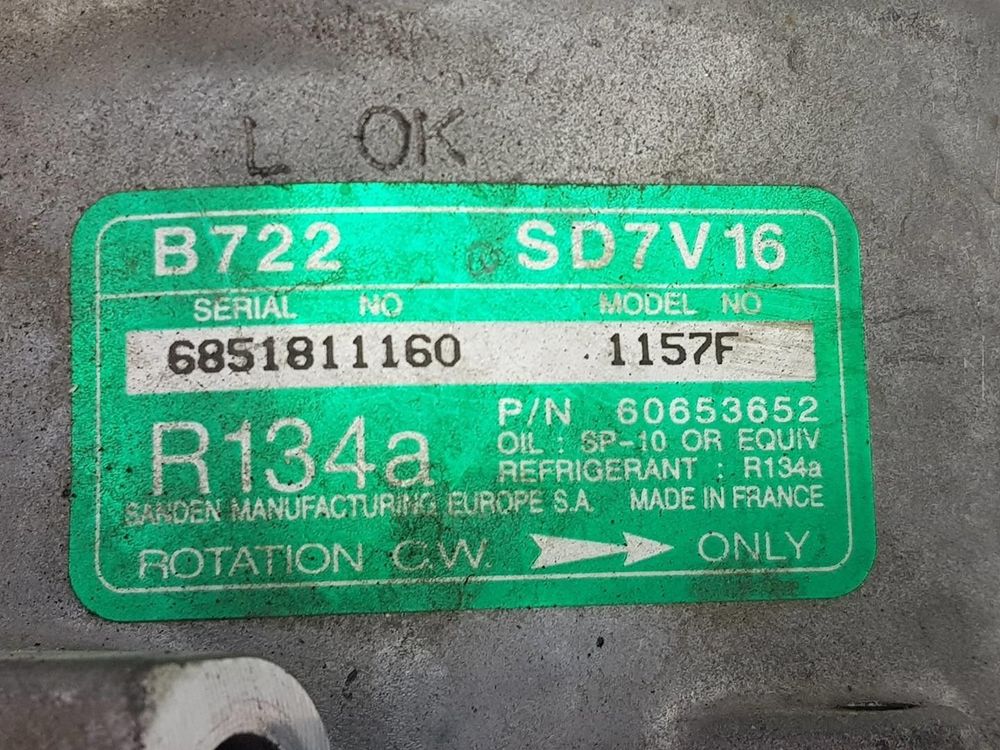 L OK
B722 SD7V16
SERIAL NO MODEL NO
6851811160 1157F
R134a
P/N 60653652
OIL : SP-10 OR EQUIV
REFRIGERANT : R134a
SANDEN MANUFACTURING EUROPE S.A. MADE IN FRANCE
ROTATION C.W. ONLY